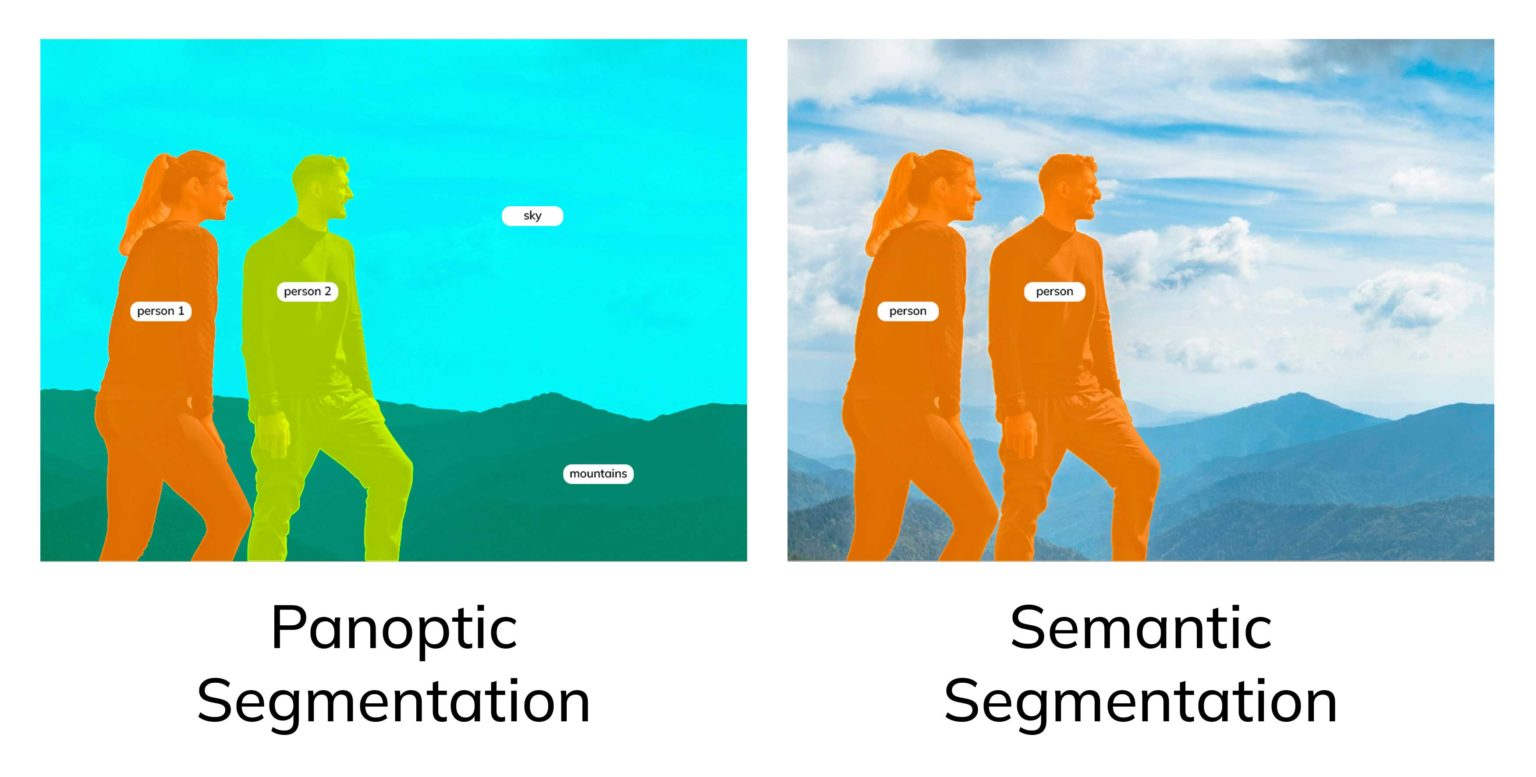 sky
person 2
person 1
mountains
person
person
Panoptic
Segmentation
Semantic
Segmentation